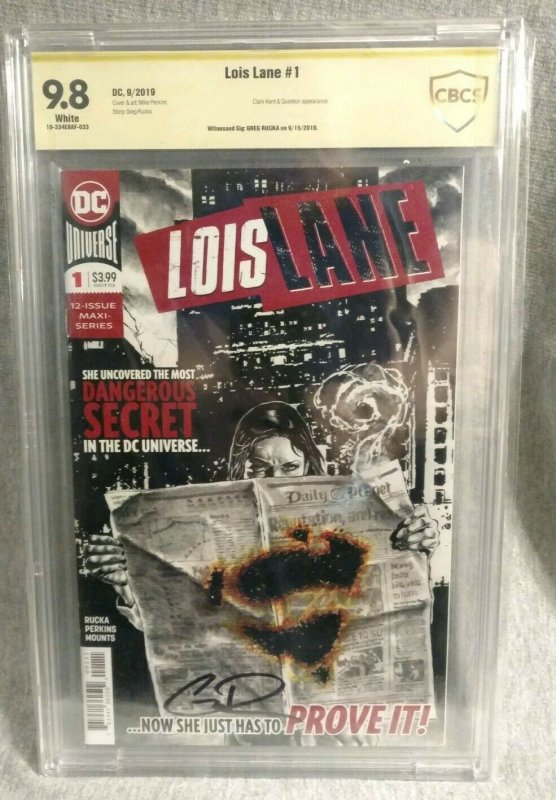 Lois Lane #1
9.8
White
DC, 9/2019
Cover & art: Mike Perkins
Story: Greg Rucka
Clark Kent & Question appearance.
Witnessed Sig: GREG RUCKA on 9/15/2019.
CBCS
DC
UNIVERSE
1 $3.99
12-ISSUE
MAXI-
SERIES
LOIS LANE
SHE UNCOVERED THE MOST
DANGEROUS
SECRET
IN THE DC UNIVERSE...
Daily Planet
RUCKA
PERKINS
MOUNTS
...NOW SHE JUST HAS TO PROVE IT!